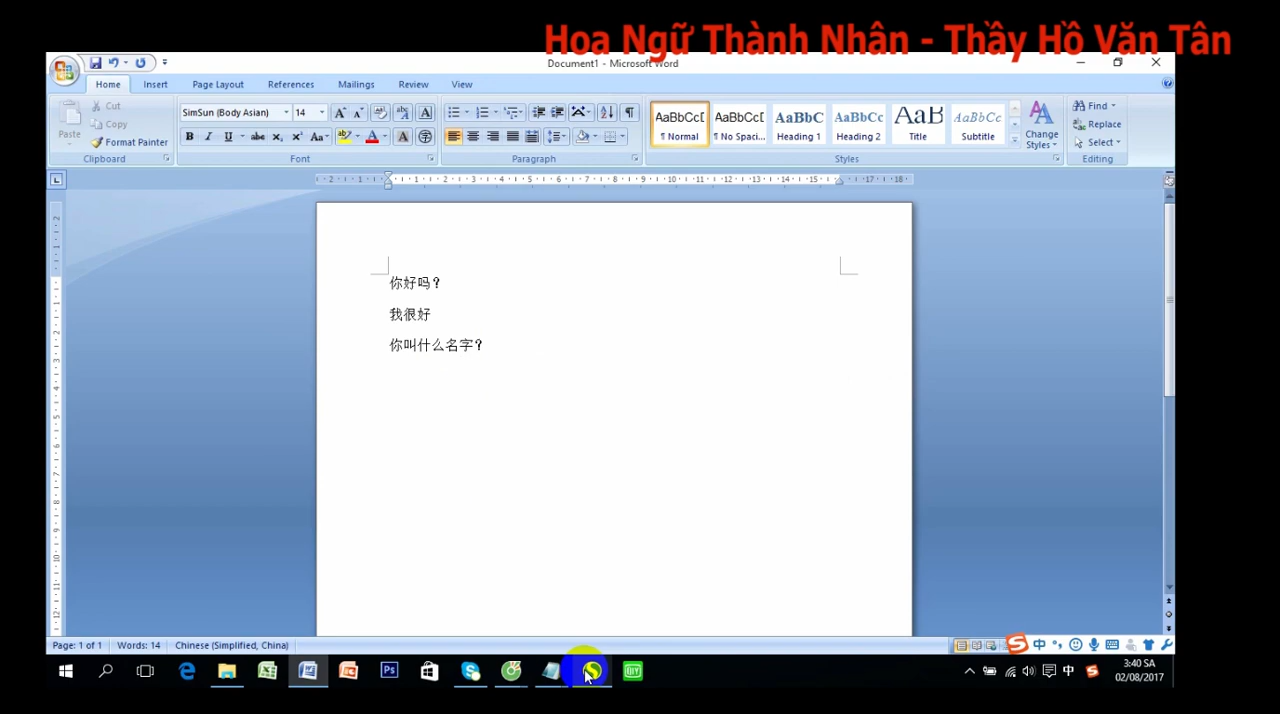 Hoa Ngữ Thành Nhân - Thầy Hồ Văn Tân
Document1 - Microsoft Word
Home Insert Page Layout References Mailings Review View
Paste
Cut
Copy
Format Painter
Clipboard
SimSun (Body Asian) 14
Font
Paragraph
AaBbCcD AaBbCcD AaBbC AaBbCc AaB AaBbCc
¶ Normal ¶ No Spaci... Heading 1 Heading 2 Title Subtitle
Change Styles
Styles
Find
Replace
Select
Editing
你好吗？
我很好
你叫什么名字？
Page: 1 of 1 Words: 14 Chinese (Simplified, China)
中
中
3:40 SA
02/08/2017